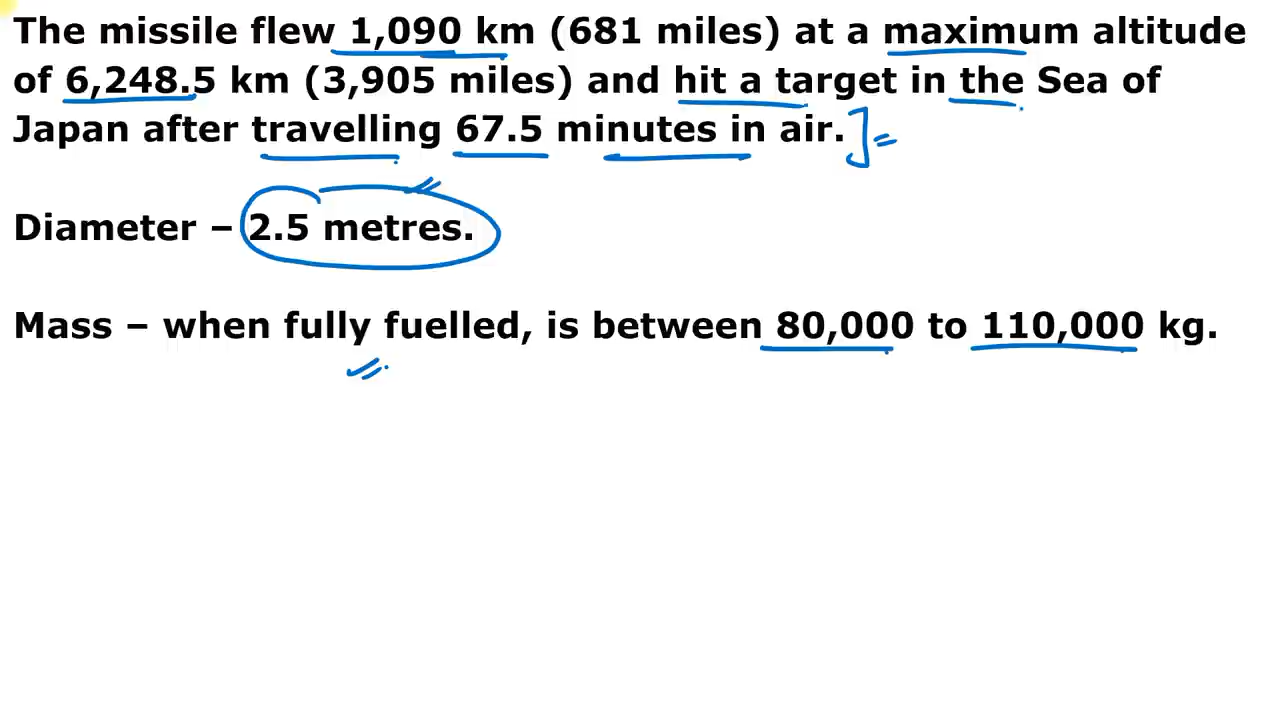 The missile flew 1,090 km (681 miles) at a maximum altitude
of 6,248.5 km (3,905 miles) and hit a target in the Sea of
Japan after travelling 67.5 minutes in air.
Diameter – 2.5 metres.
Mass – when fully fuelled, is between 80,000 to 110,000 kg.